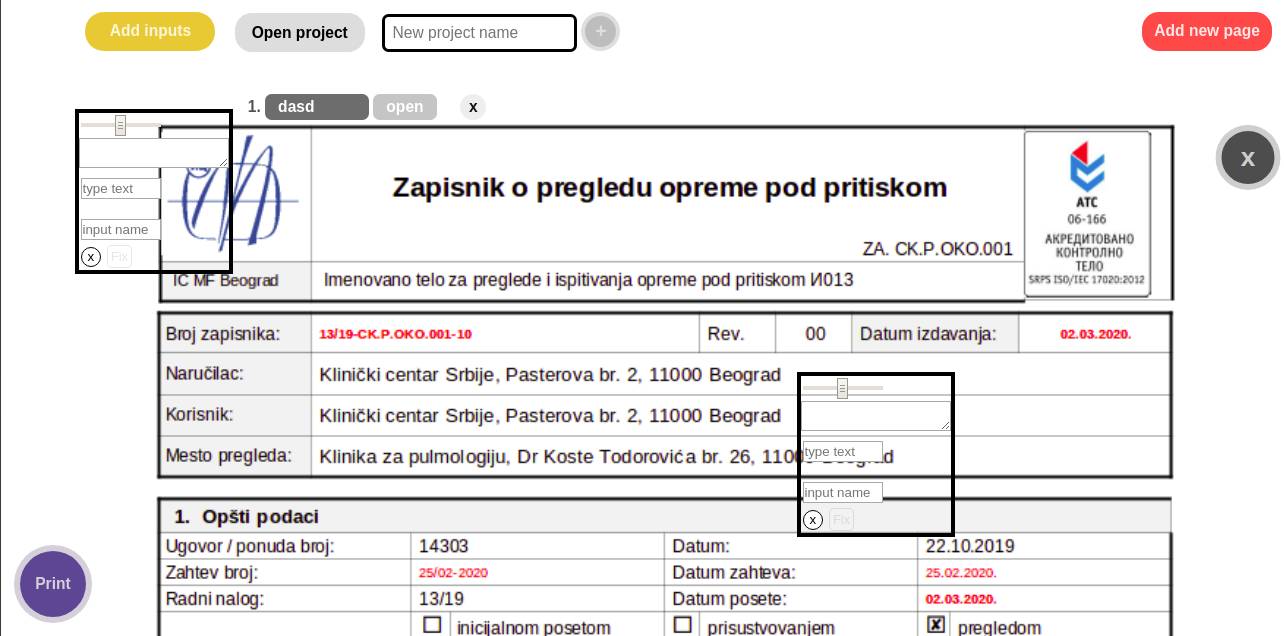 Add inputs Open project New project name + Add new page
1. dasd open x
x
type text
input name
x Fix
Zapisnik o pregledu opreme pod pritiskom
ZA. CK.P.OKO.001
ATC
06-166
АКРЕДИТОВАНО
КОНТРОЛНО
ТЕЛО
SRPS ISO/IEC 17020:2012
IC MF Beograd Imenovano telo za preglede i ispitivanja opreme pod pritiskom И013
Broj zapisnika: 13/19-CK.P.OKO.001-10 Rev. 00 Datum izdavanja: 02.03.2020.
Naručilac: Klinički centar Srbije, Pasterova br. 2, 11000 Beograd
Korisnik: Klinički centar Srbije, Pasterova br. 2, 11000 Beograd
Mesto pregleda: Klinika za pulmologiju, Dr Koste Todorovića br. 26, 11000 Beograd
type text
input name
x Fix
1. Opšti podaci
Ugovor / ponuda broj: 14303 Datum: 22.10.2019
Zahtev broj: 25/02-2020 Datum zahteva: 25.02.2020.
Radni nalog: 13/19 Datum posete: 02.03.2020.
inicijalnom posetom prisustvovanjem pregledom
Print